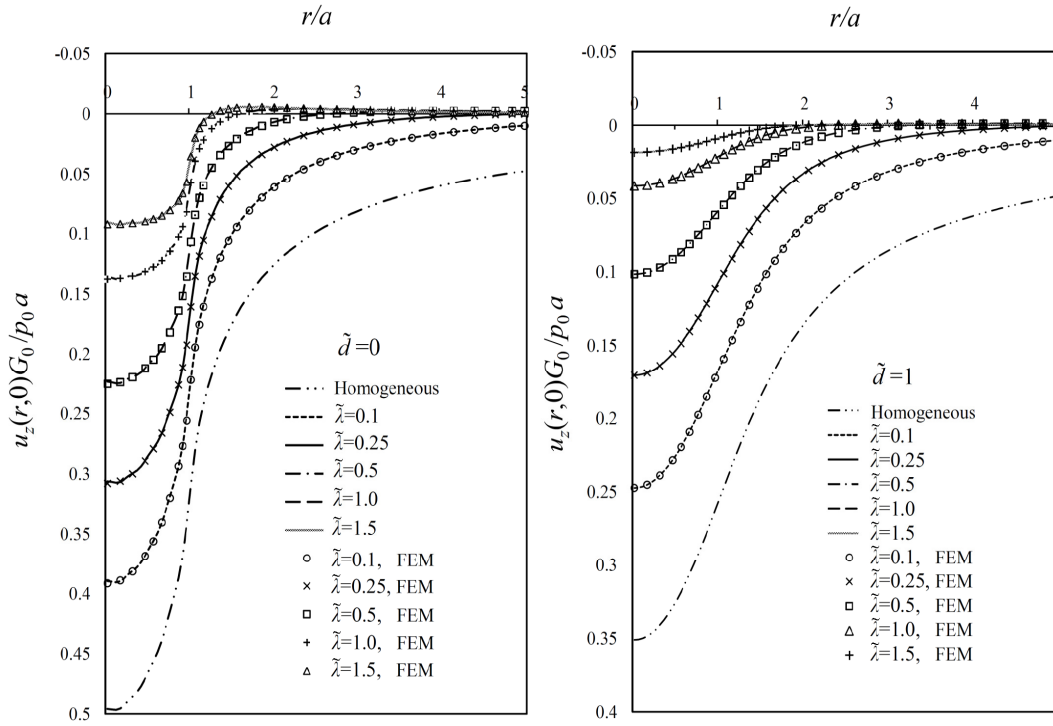 r/a
-0.05
0 1 2 3 4 5
0
0.05
0.1
0.15
0.2
0.25
0.3
0.35
0.4
0.45
0.5
u_z(r,0)G_0/p_0 a
d̃=0
Homogeneous
λ̃=0.1
λ̃=0.25
λ̃=0.5
λ̃=1.0
λ̃=1.5
λ̃=0.1, FEM
λ̃=0.25, FEM
λ̃=0.5, FEM
λ̃=1.0, FEM
λ̃=1.5, FEM
r/a
-0.05
0 1 2 3 4
0
0.05
0.1
0.15
0.2
0.25
0.3
0.35
0.4
u_z(r,0)G_0/p_0 a
d̃=1
Homogeneous
λ̃=0.1
λ̃=0.25
λ̃=0.5
λ̃=1.0
λ̃=1.5
λ̃=0.1, FEM
λ̃=0.25, FEM
λ̃=0.5, FEM
λ̃=1.0, FEM
λ̃=1.5, FEM